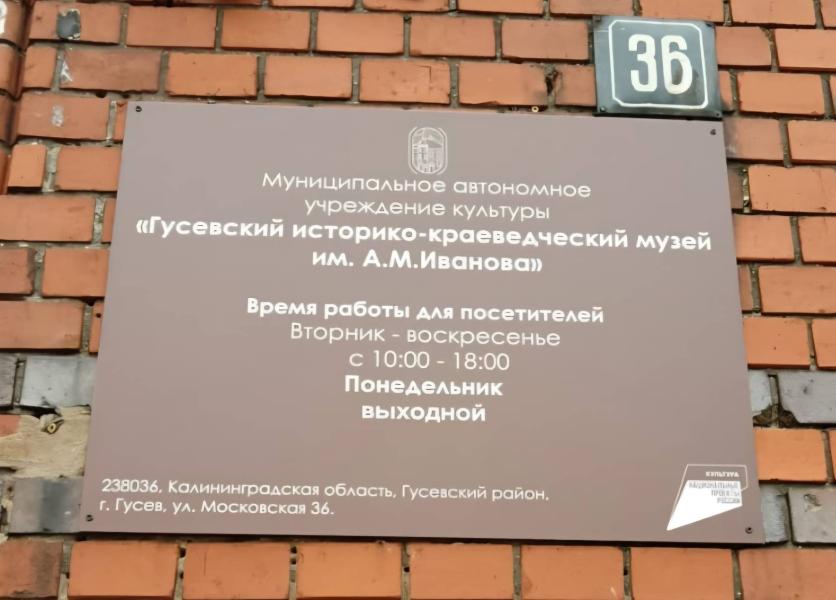 36
Муниципальное автономное
учреждение культуры
«Гусевский историко-краеведческий музей
им. А.М.Иванова»
Время работы для посетителей
Вторник - воскресенье
с 10:00 - 18:00
Понедельник
выходной
238036, Калининградская область, Гусевский район,
г. Гусев, ул. Московская 36.
КУЛЬТУРА
НАЦИОНАЛЬНЫЕ
ПРОЕКТЫ
РОССИИ